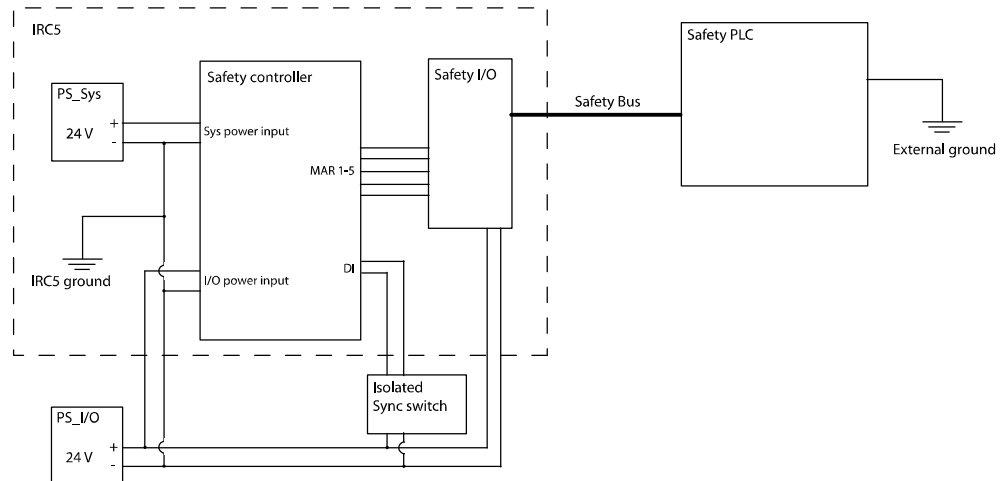 IRC5
PS_Sys
+
24 V
-
Safety controller
Sys power input
MAR 1-5
DI
I/O power input
Safety I/O
Safety Bus
Safety PLC
External ground
IRC5 ground
Isolated
Sync switch
PS_I/O
+
24 V
-